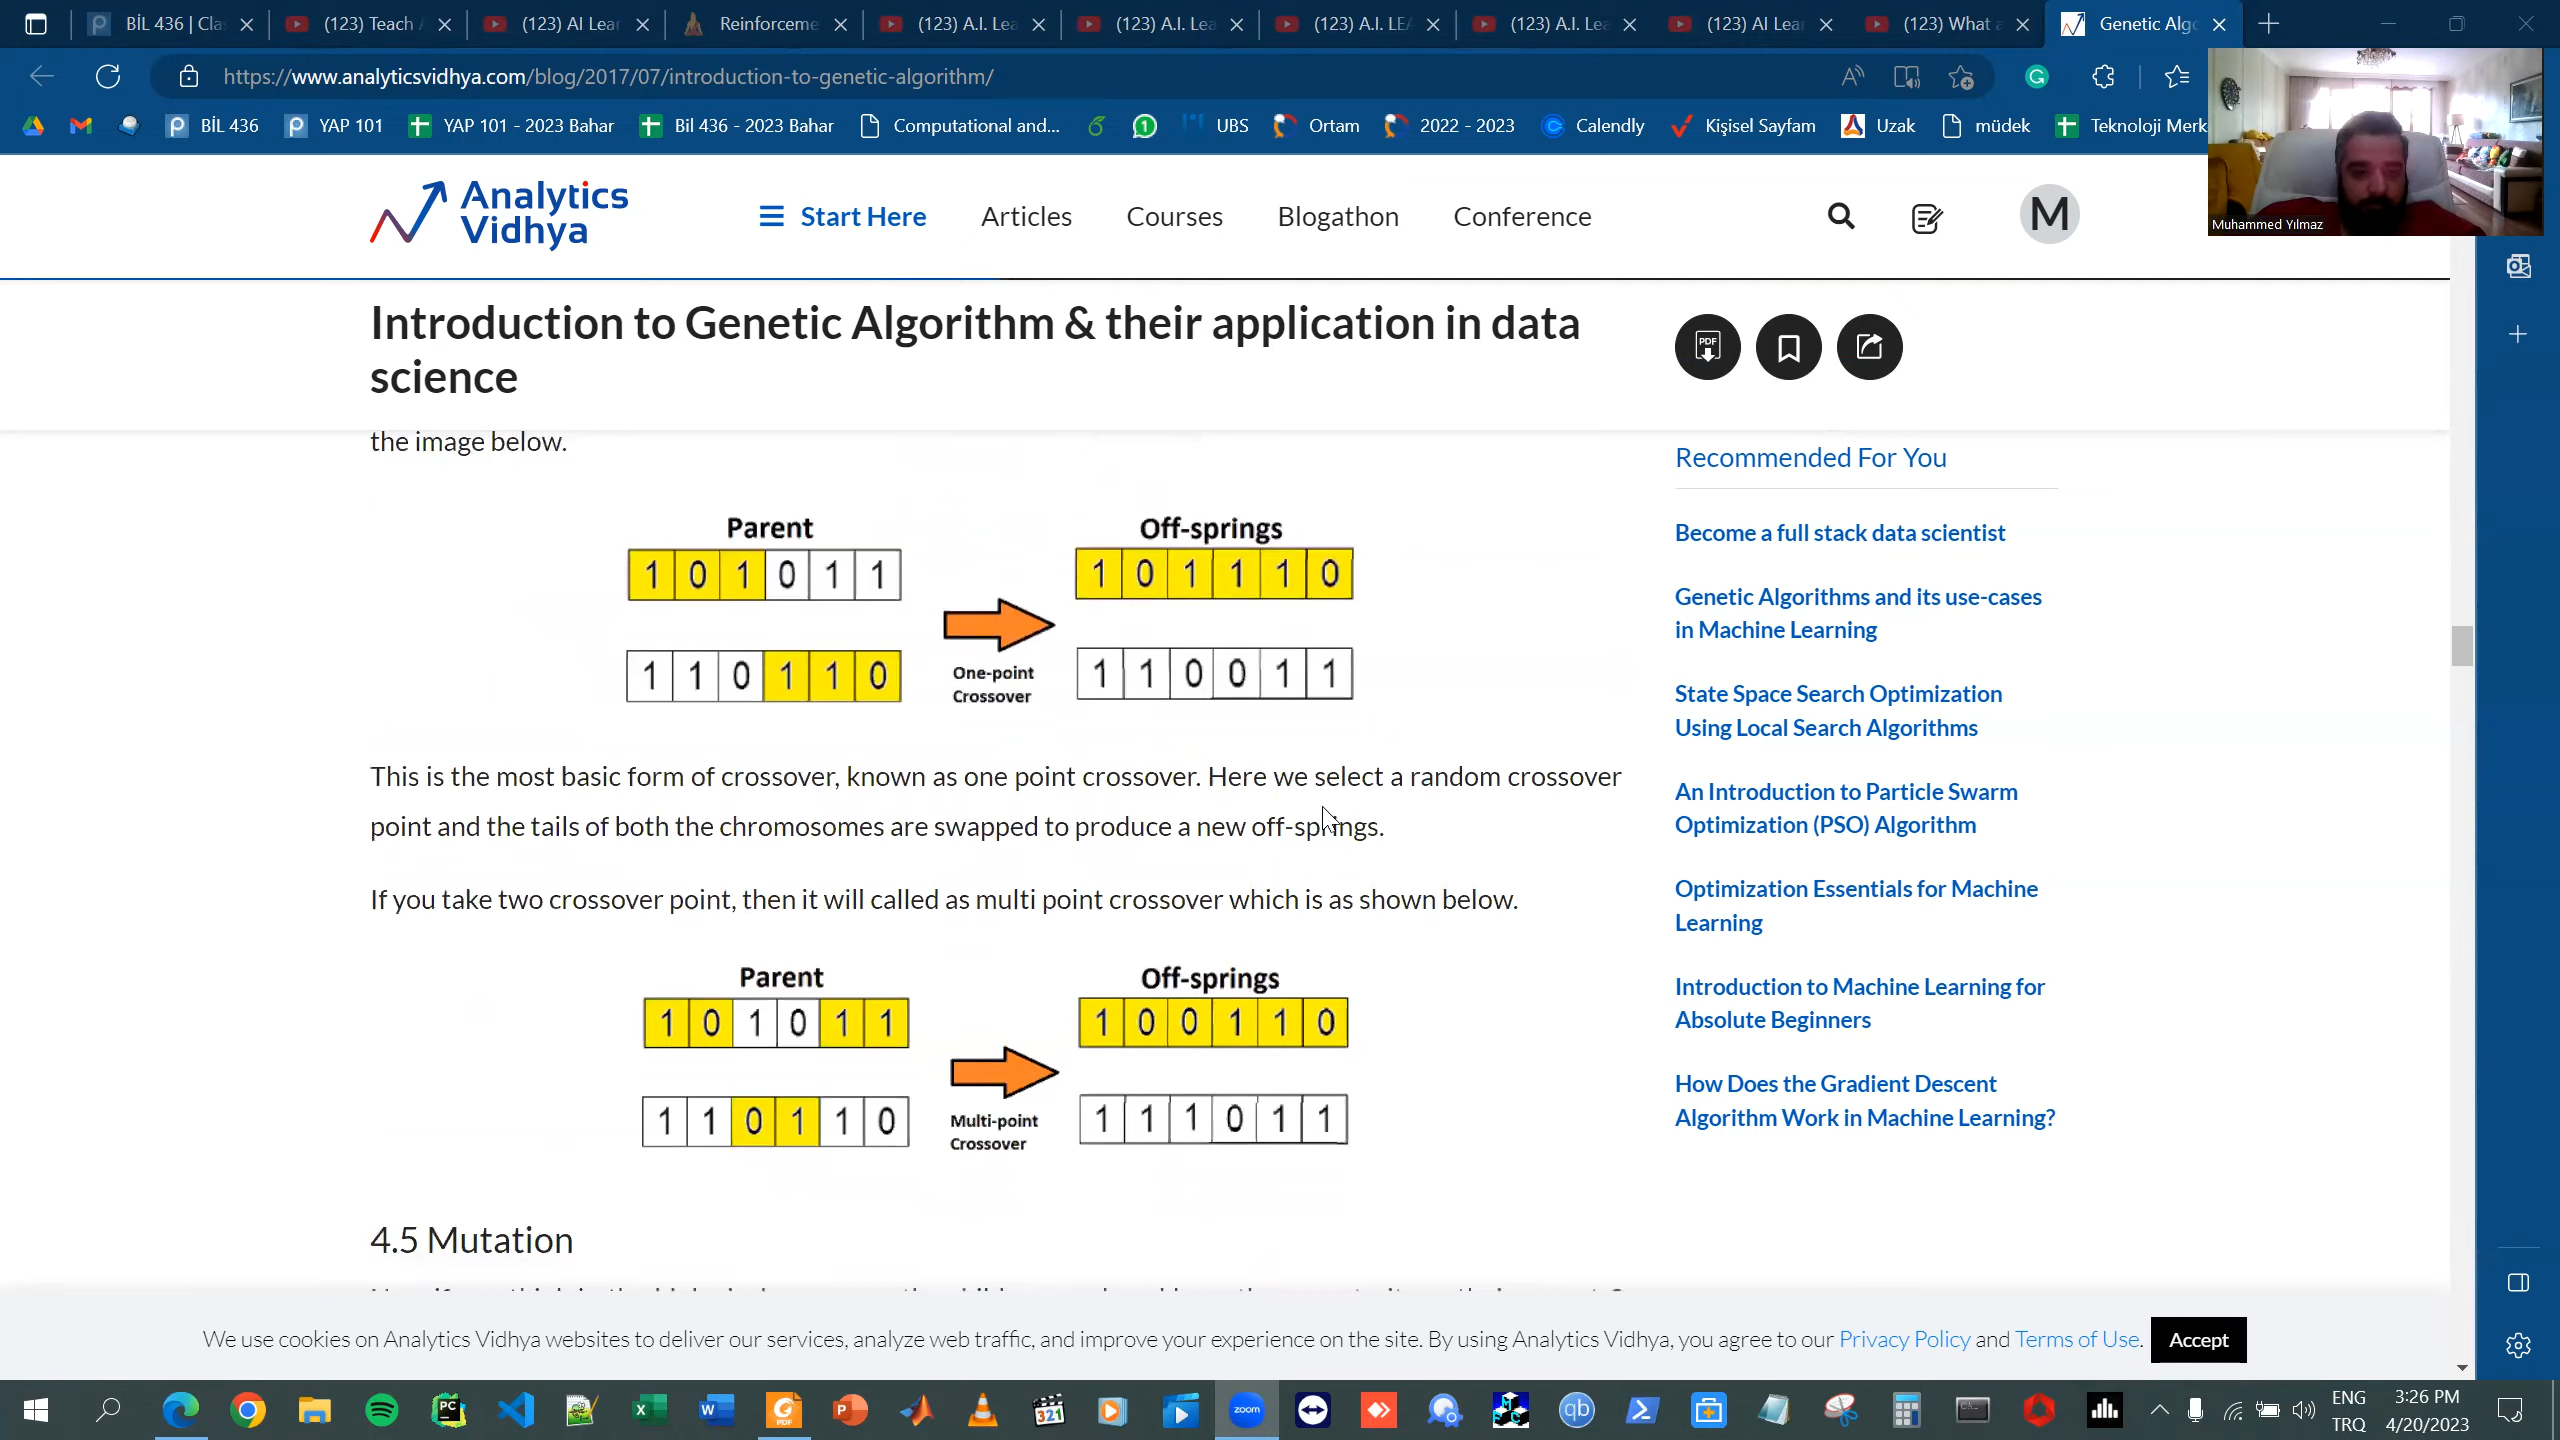 BİL 436 | Cla
(123) Teach
(123) AI Lear
Reinforceme
(123) A.I. Lea
(123) A.I. Lea
(123) A.I. LEA
(123) A.I. Lea
(123) AI Lear
(123) What a
Genetic Algo
https://www.analyticsvidhya.com/blog/2017/07/introduction-to-genetic-algorithm/
BİL 436
YAP 101
YAP 101 - 2023 Bahar
Bil 436 - 2023 Bahar
Computational and...
UBS
Ortam
2022 - 2023
Calendly
Kişisel Sayfam
Uzak
müdek
Teknoloji Merk
Muhammed Yılmaz
Analytics
Vidhya
Start Here
Articles
Courses
Blogathon
Conference
M
Introduction to Genetic Algorithm & their application in data
science
PDF
the image below.
Parent
Off-springs
1 0 1 0 1 1
1 0 1 1 1 0
1 1 0 1 1 0
One-point
Crossover
1 1 0 0 1 1
This is the most basic form of crossover, known as one point crossover. Here we select a random crossover
point and the tails of both the chromosomes are swapped to produce a new off-springs.
If you take two crossover point, then it will called as multi point crossover which is as shown below.
Parent
Off-springs
1 0 1 0 1 1
1 0 0 1 1 0
1 1 0 1 1 0
Multi-point
Crossover
1 1 1 0 1 1
4.5 Mutation
Recommended For You
Become a full stack data scientist
Genetic Algorithms and its use-cases
in Machine Learning
State Space Search Optimization
Using Local Search Algorithms
An Introduction to Particle Swarm
Optimization (PSO) Algorithm
Optimization Essentials for Machine
Learning
Introduction to Machine Learning for
Absolute Beginners
How Does the Gradient Descent
Algorithm Work in Machine Learning?
We use cookies on Analytics Vidhya websites to deliver our services, analyze web traffic, and improve your experience on the site. By using Analytics Vidhya, you agree to our Privacy Policy and Terms of Use.
Accept
zoom
321
qb
ENG
TRQ
3:26 PM
4/20/2023